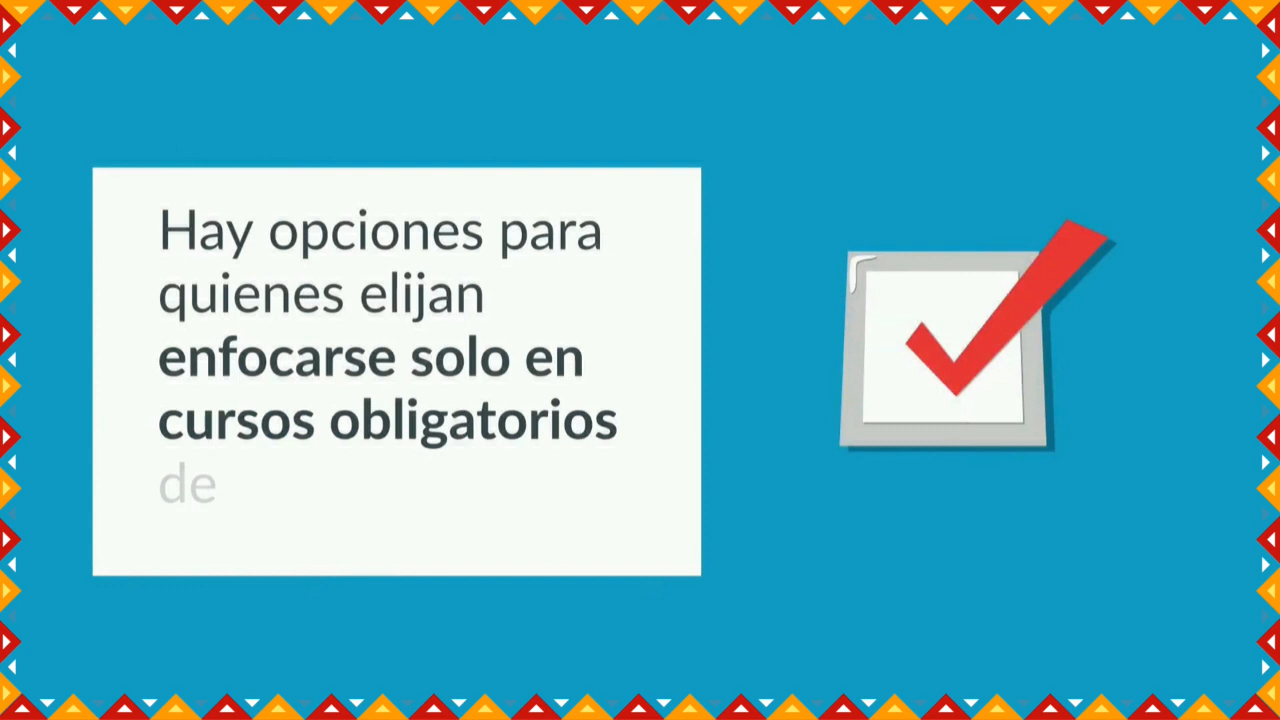 Hay opciones para
quienes elijan
enfocarse solo en
cursos obligatorios
de